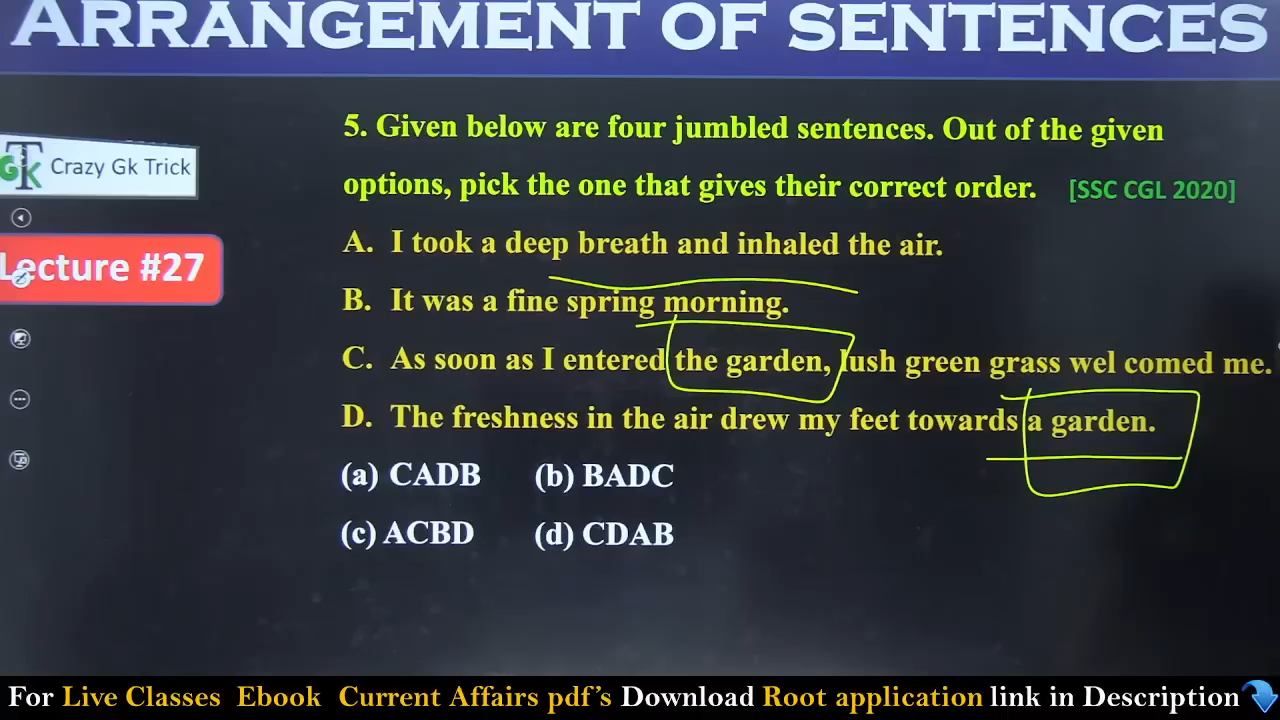 ARRANGEMENT OF SENTENCES
5. Given below are four jumbled sentences. Out of the given
options, pick the one that gives their correct order. [SSC CGL 2020]
Crazy Gk Trick
Lecture #27
A. I took a deep breath and inhaled the air.
B. It was a fine spring morning.
C. As soon as I entered the garden, lush green grass wel comed me.
D. The freshness in the air drew my feet towards a garden.
(a) CADB (b) BADC
(c) ACBD (d) CDAB
For Live Classes Ebook Current Affairs pdf's Download Root application link in Description